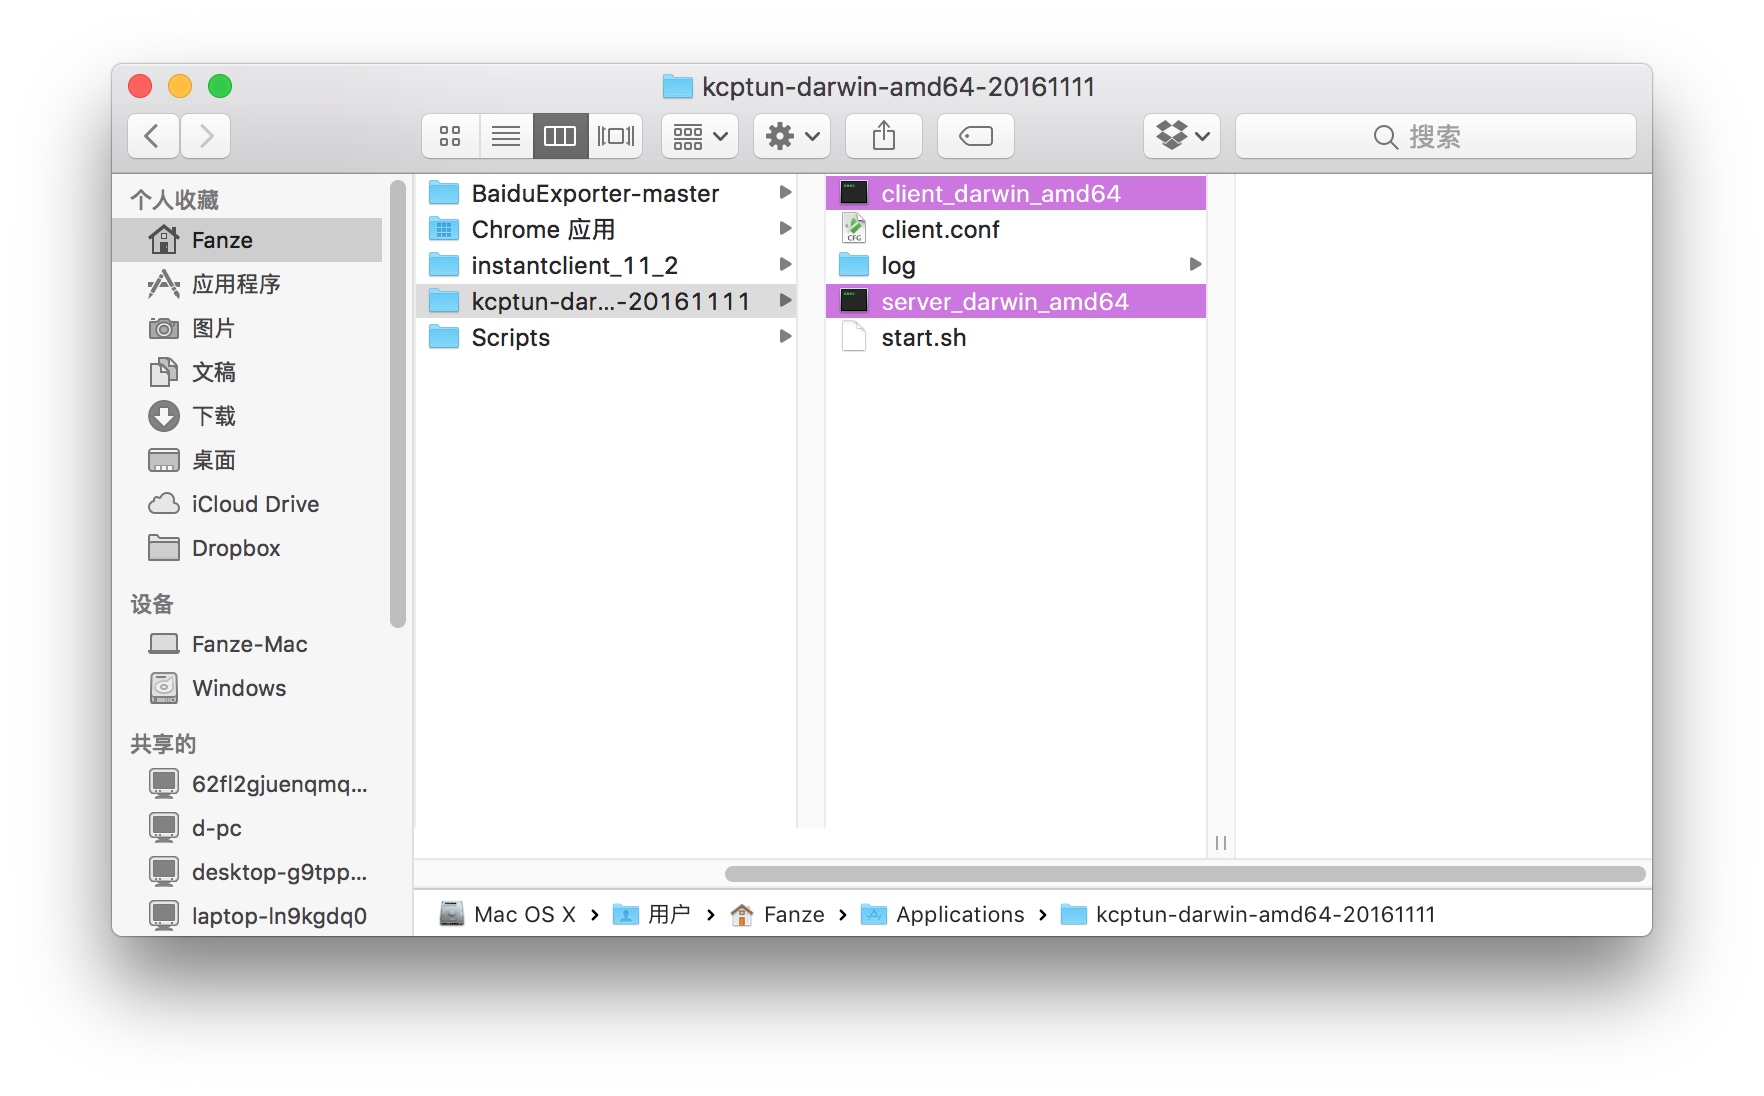 kcptun-darwin-amd64-20161111
搜索
个人收藏
Fanze
应用程序
图片
文稿
下载
桌面
iCloud Drive
Dropbox
设备
Fanze-Mac
Windows
共享的
62fl2gjuenqmq...
d-pc
desktop-g9tpp...
laptop-ln9kgdq0
BaiduExporter-master
Chrome 应用
instantclient_11_2
kcptun-dar...-20161111
Scripts
client_darwin_amd64
client.conf
CFG
log
server_darwin_amd64
start.sh
Mac OS X › 用户 › Fanze › Applications › kcptun-darwin-amd64-20161111